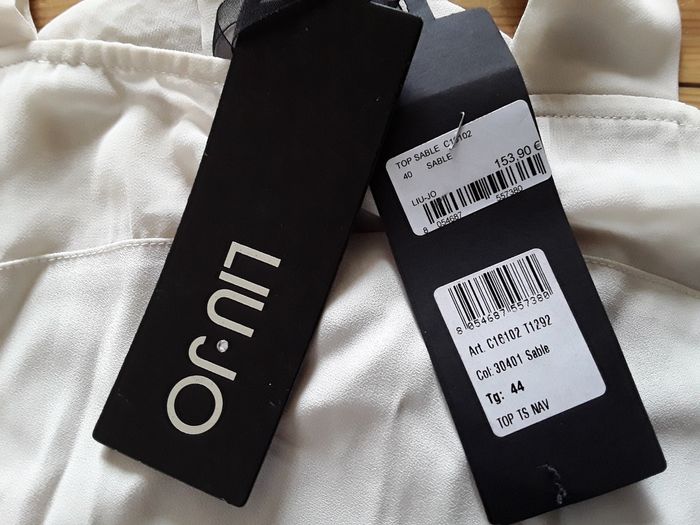 LIU·JO
TOP SABLE C16102
40 SABLE
153,90 €
LIU-JO
8 054687 557380
8 054687 557380
Art. C16102 T1292
Col: 30401 Sable
Tg: 44
TOP TS NAV